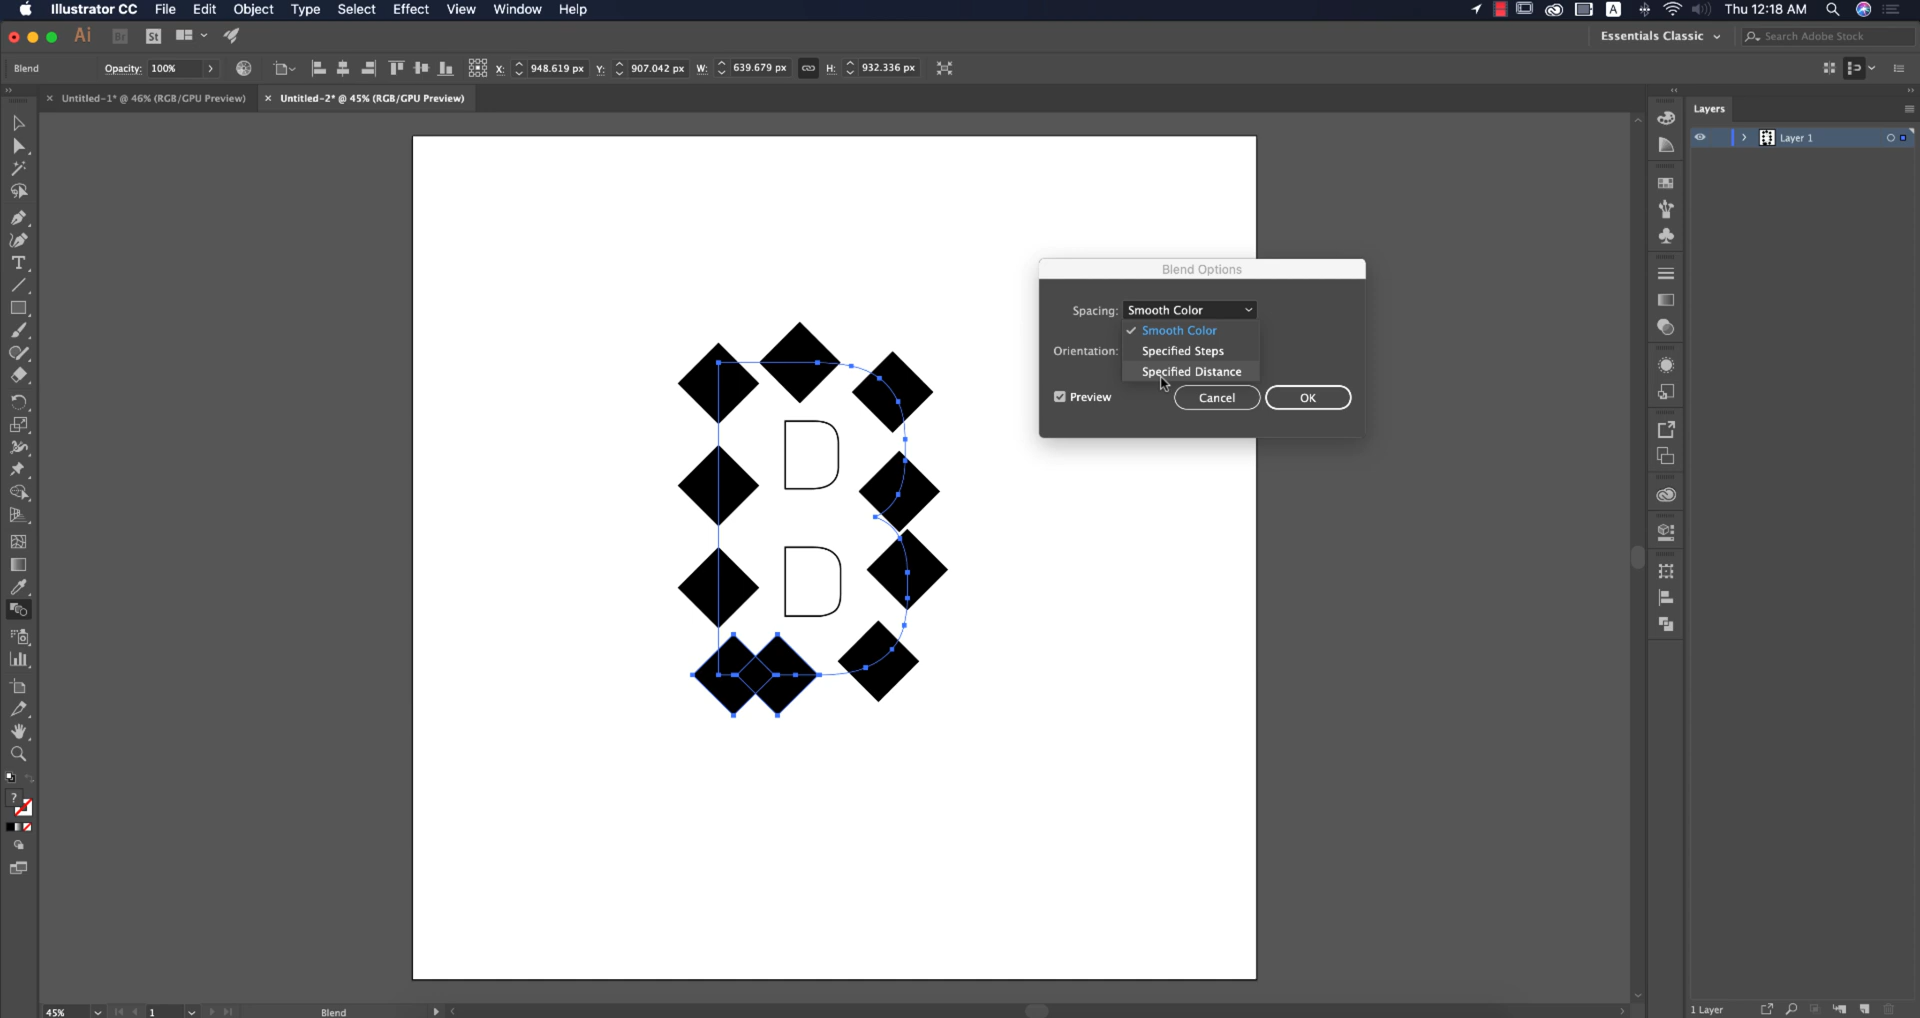 Illustrator CC File Edit Object Type Select Effect View Window Help A Thu 12:18 AM
Ai Br St Essentials Classic Search Adobe Stock
Blend Opacity: 100% X: 948.619 px Y: 907.042 px W: 639.679 px H: 932.336 px
× Untitled-1* @ 46% (RGB/GPU Preview) × Untitled-2* @ 45% (RGB/GPU Preview)
Layers
Layer 1
Blend Options
Spacing: Smooth Color
Smooth Color
Orientation: Specified Steps
Specified Distance
Preview Cancel OK
T
?
45% 1 Blend
1 Layer